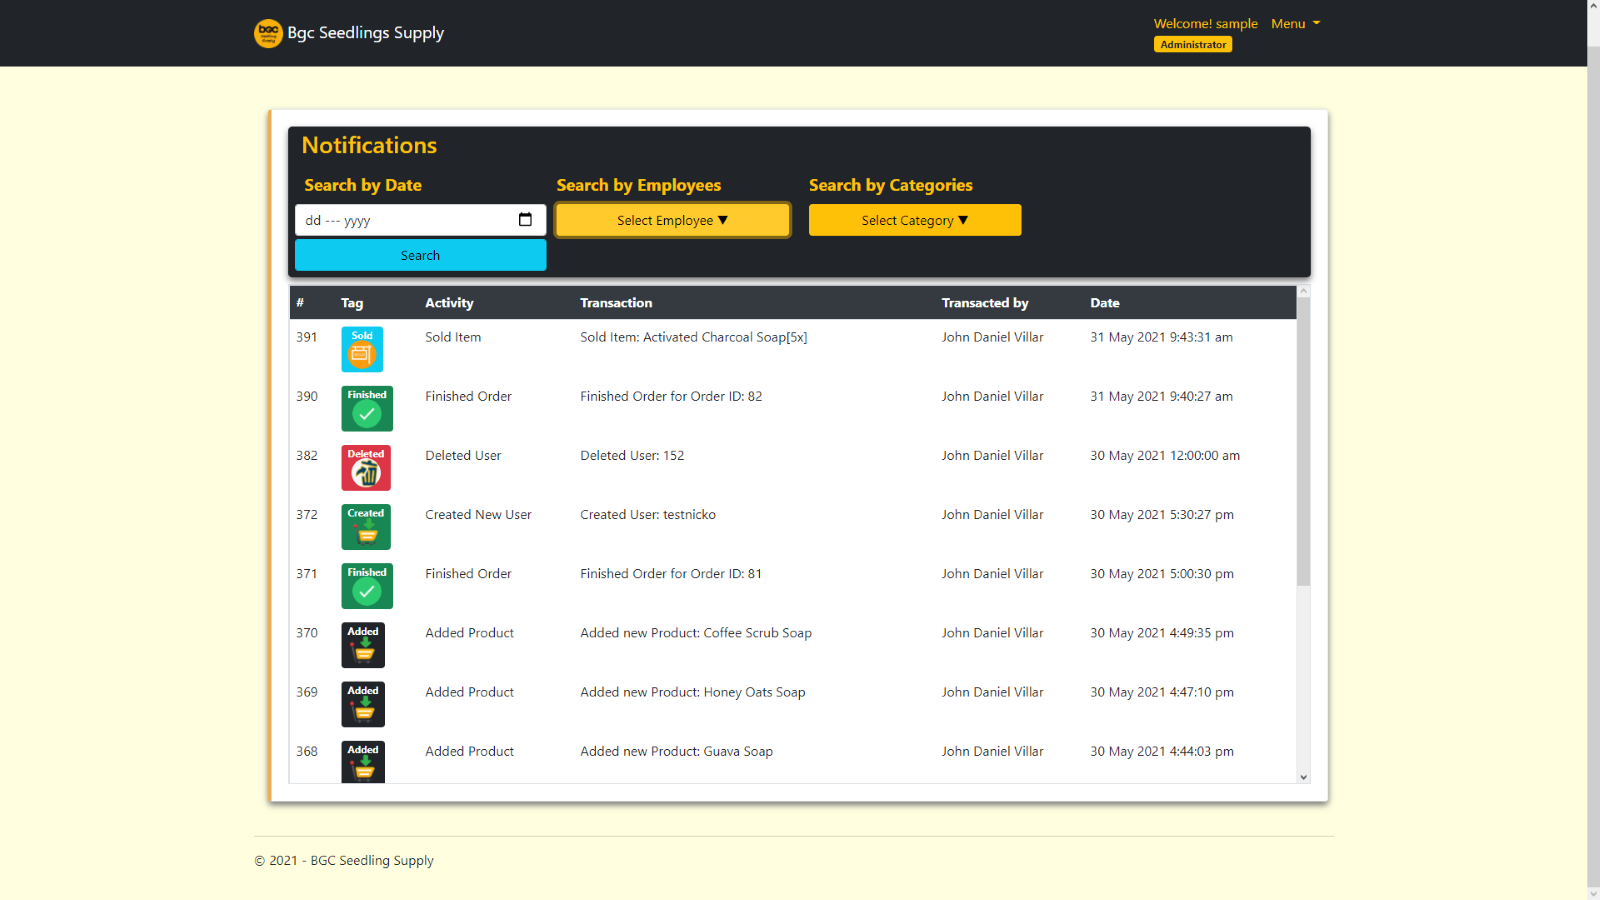 bgc
Bgc Seedlings Supply
Welcome! sample
Menu
Administrator
Notifications
Search by Date
Search by Employees
Search by Categories
dd --- yyyy
Select Employee ▼
Select Category ▼
Search
# Tag Activity Transaction Transacted by Date
391 Sold Sold Item Sold Item: Activated Charcoal Soap[5x] John Daniel Villar 31 May 2021 9:43:31 am
390 Finished Finished Order Finished Order for Order ID: 82 John Daniel Villar 31 May 2021 9:40:27 am
382 Deleted Deleted User Deleted User: 152 John Daniel Villar 30 May 2021 12:00:00 am
372 Created Created New User Created User: testnicko John Daniel Villar 30 May 2021 5:30:27 pm
371 Finished Finished Order Finished Order for Order ID: 81 John Daniel Villar 30 May 2021 5:00:30 pm
370 Added Added Product Added new Product: Coffee Scrub Soap John Daniel Villar 30 May 2021 4:49:35 pm
369 Added Added Product Added new Product: Honey Oats Soap John Daniel Villar 30 May 2021 4:47:10 pm
368 Added Added Product Added new Product: Guava Soap John Daniel Villar 30 May 2021 4:44:03 pm
© 2021 - BGC Seedling Supply